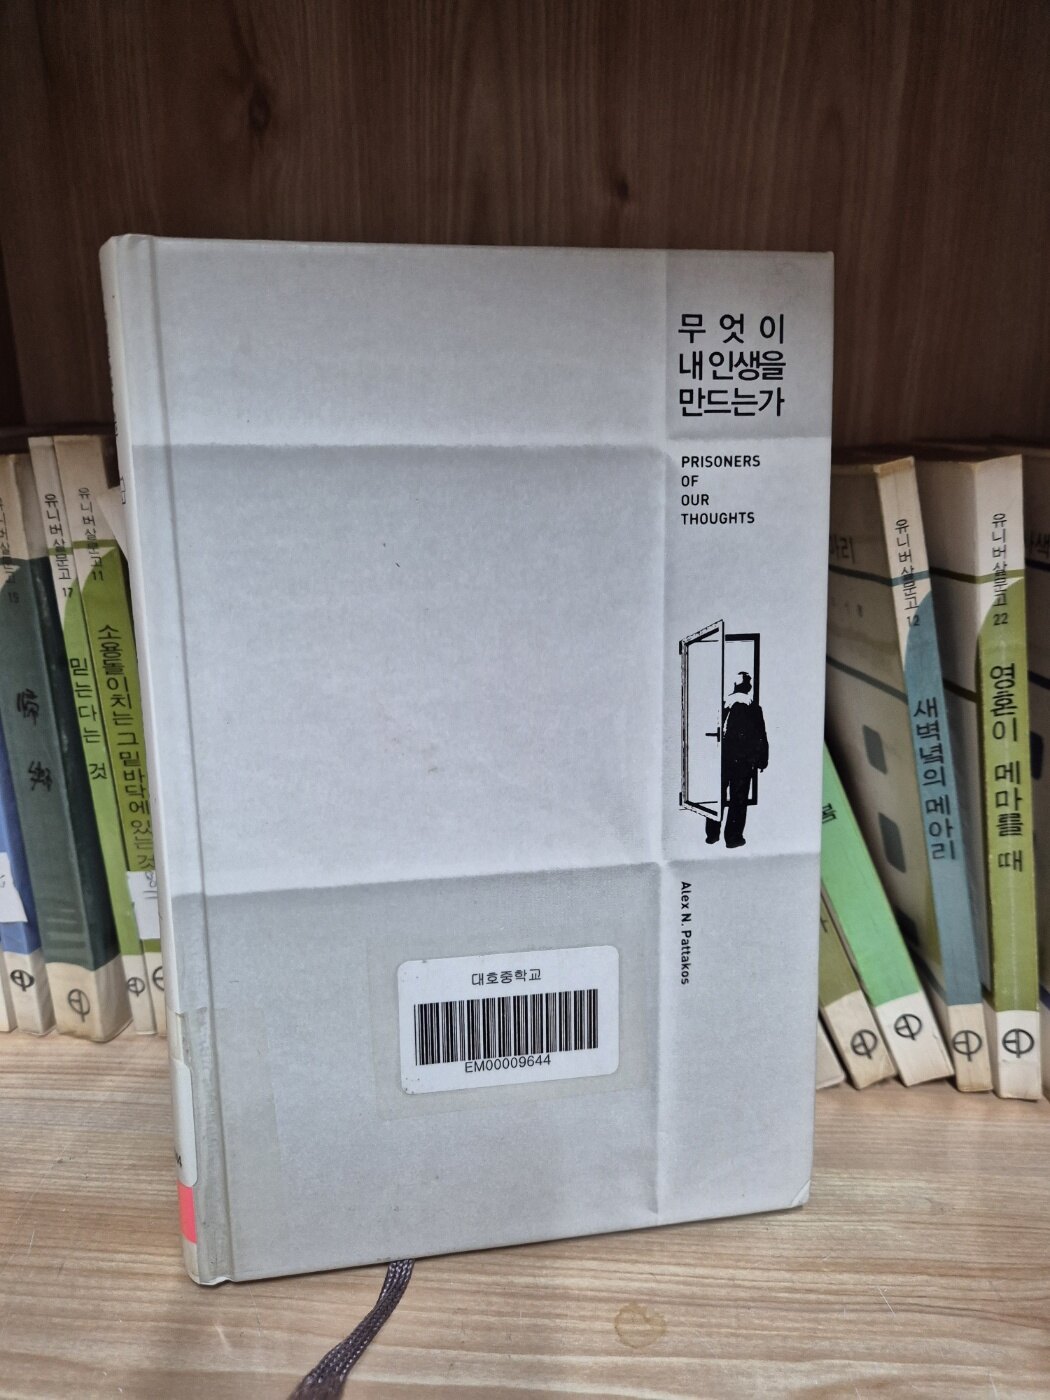 무엇이
내 인생을
만드는가
PRISONERS
OF
OUR
THOUGHTS
Alex N. Pattakos
대호중학교
EM00009644
유니버설문고
17
믿는다는 것
유니버설문고
11
소용돌이치는 그 밑바닥에 있는 것
유니버설문고
12
새벽녘의 메아리
유니버설문고
22
영혼이 메마를 때